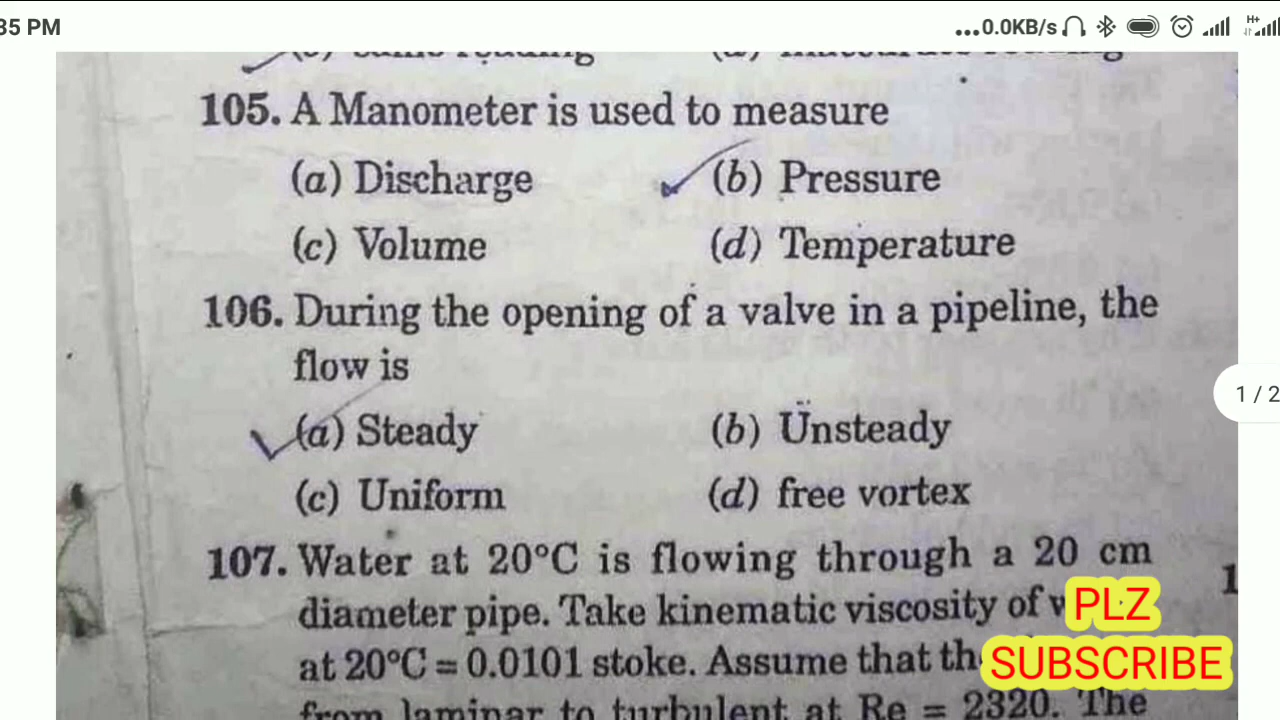 35 PM
...0.0KB/s H+
105. A Manometer is used to measure
(a) Discharge (b) Pressure
(c) Volume (d) Temperature
106. During the opening of a valve in a pipeline, the
flow is
(a) Steady (b) Unsteady
(c) Uniform (d) free vortex
107. Water at 20°C is flowing through a 20 cm
diameter pipe. Take kinematic viscosity of
at 20°C = 0.0101 stoke. Assume that
from laminar to turbulent at Re = 2320. The
1 / 2
PLZ
SUBSCRIBE